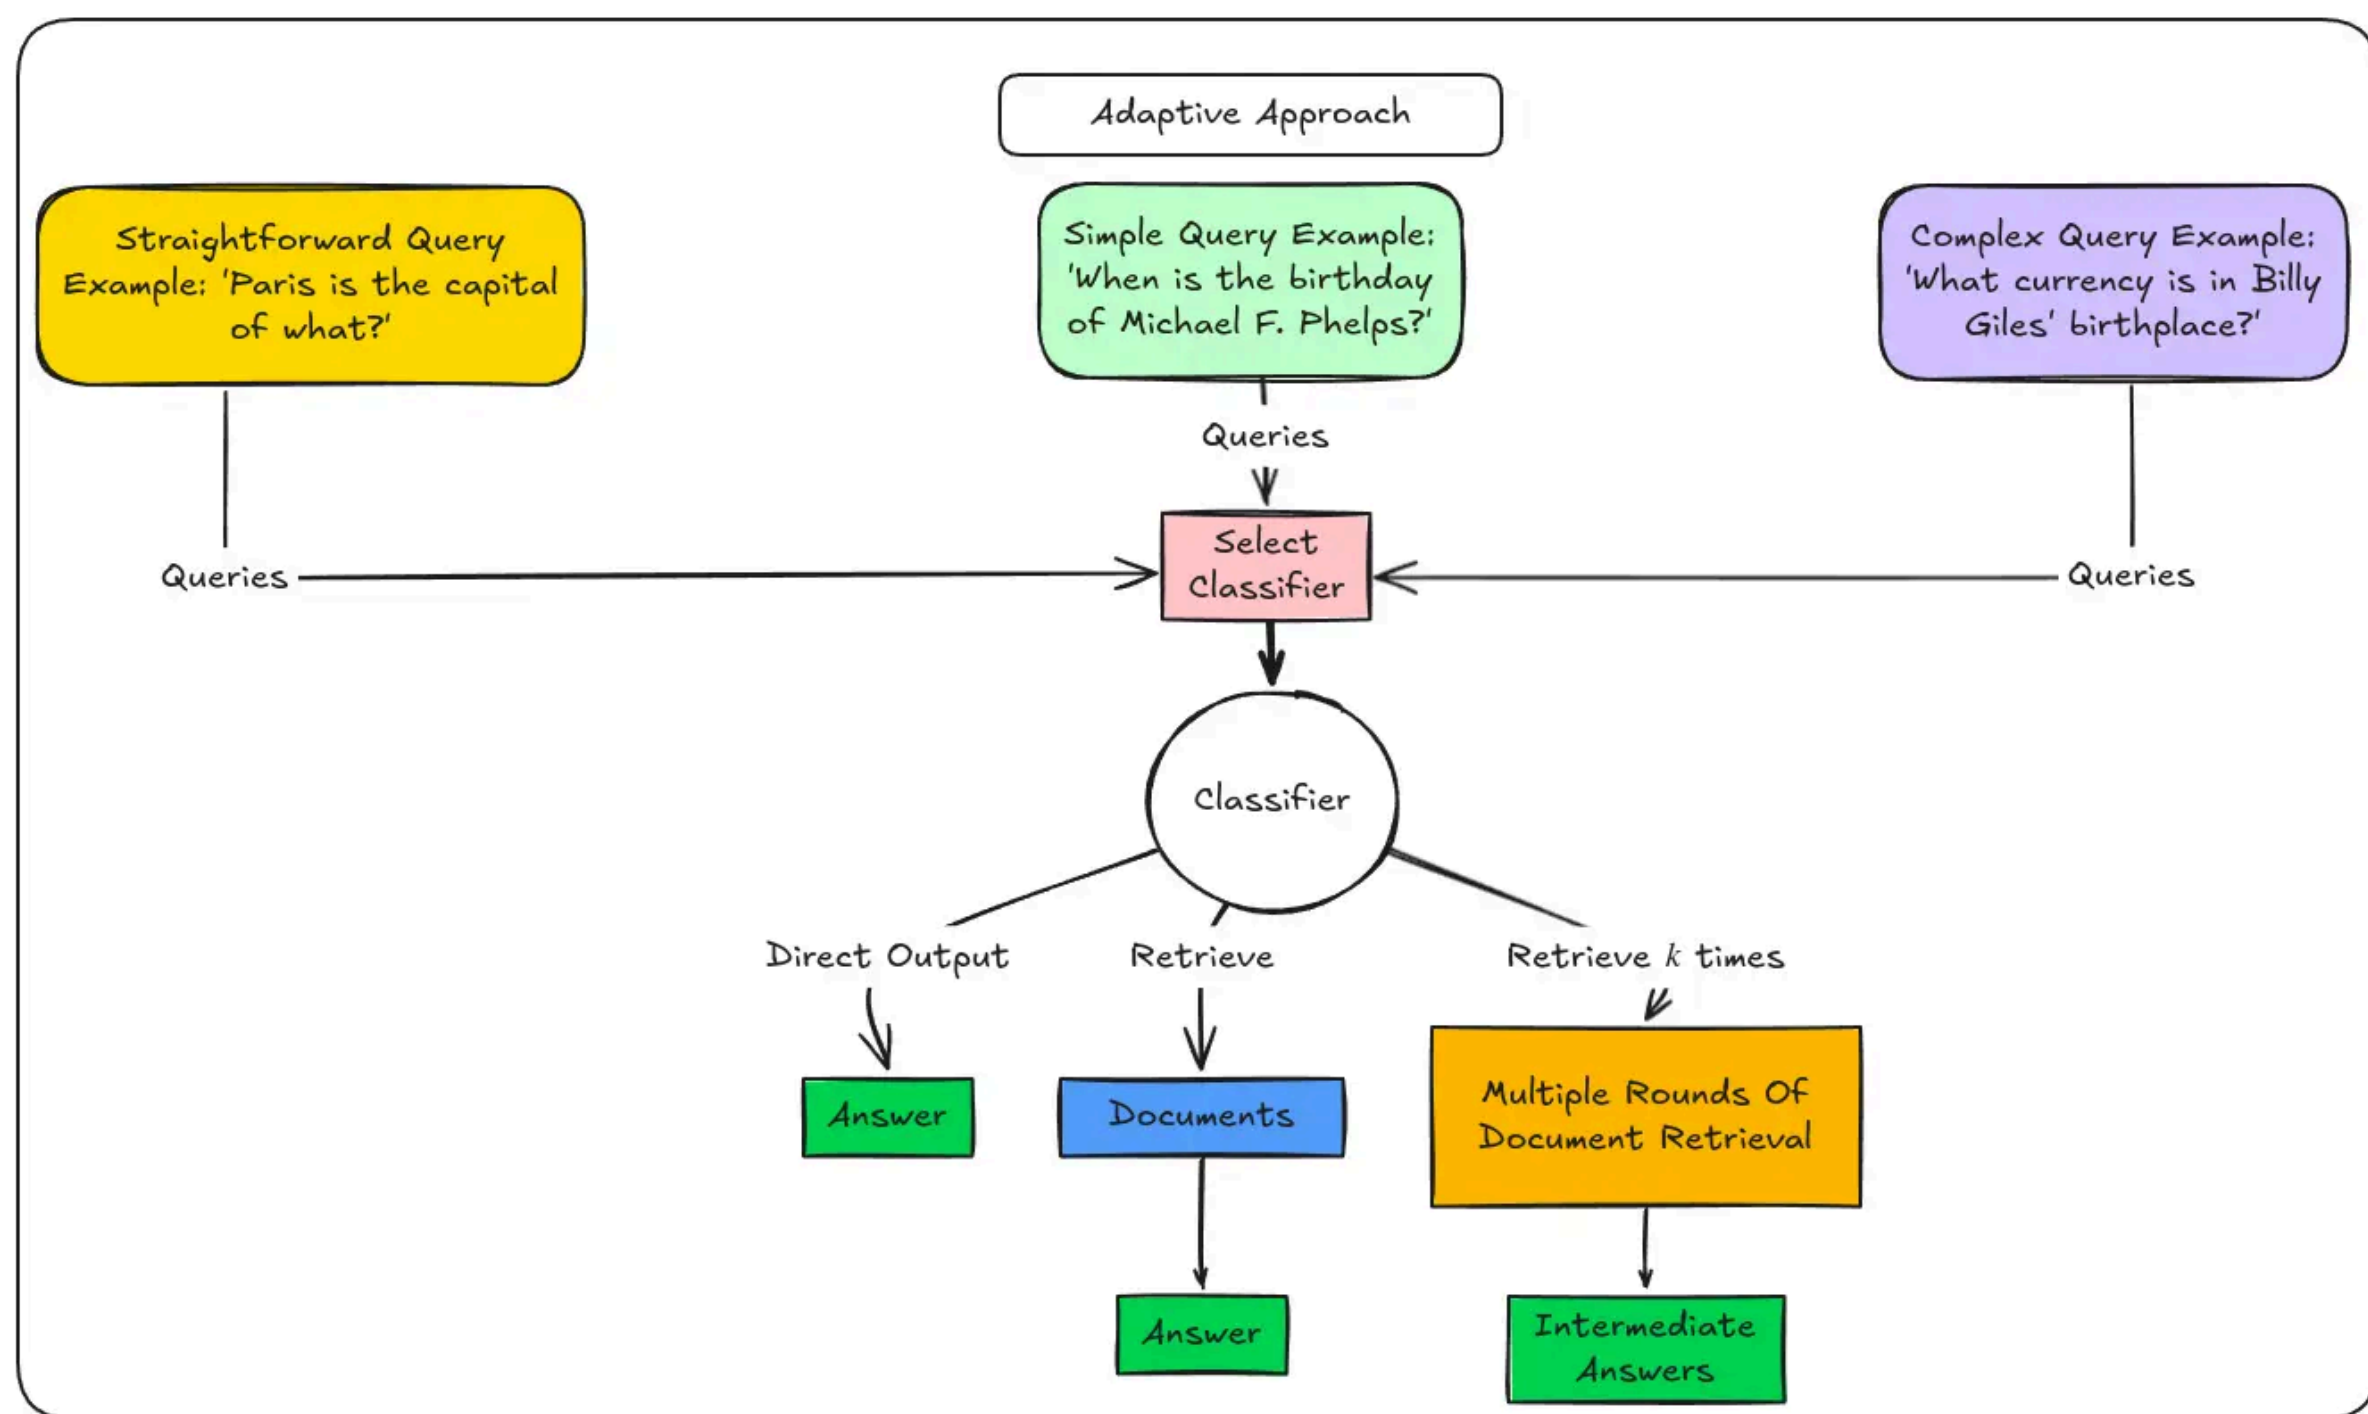 Adaptive Approach
Straightforward Query
Example: 'Paris is the capital
of what?'
Simple Query Example:
'When is the birthday
of Michael F. Phelps?'
Complex Query Example:
'What currency is in Billy
Giles' birthplace?'
Queries
Queries
Queries
Select
Classifier
Classifier
Direct Output
Retrieve
Retrieve k times
Answer
Documents
Multiple Rounds Of
Document Retrieval
Answer
Intermediate
Answers